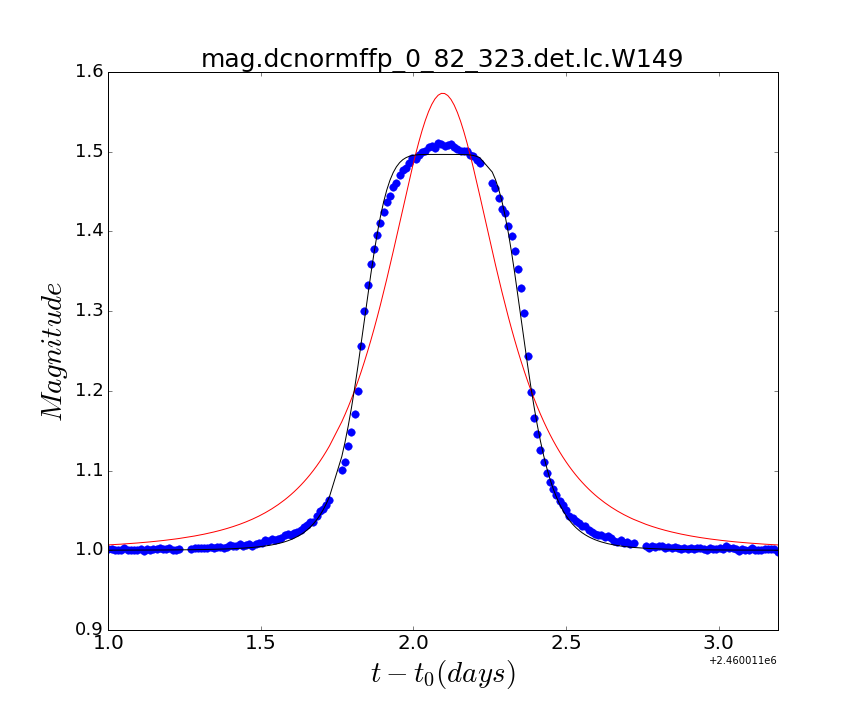 mag.dcnormffp_0_82_323.det.lc.W149
1.6
1.5
1.4
1.3
1.2
1.1
1.0
0.9
Magnitude
1.0 1.5 2.0 2.5 3.0
+2.460011e6
t − t₀(days)